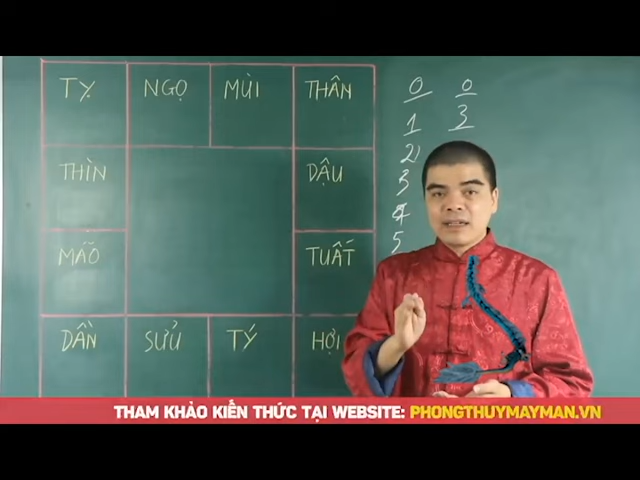 TỴ NGỌ MÙI THÂN
THÌN DẬU
MÃO TUẤT
DẦN SƯỬU TÝ HỢI
0 0
1 3
2
3
4
5
THAM KHẢO KIẾN THỨC TẠI WEBSITE: PHONGTHUYMAYMAN.VN